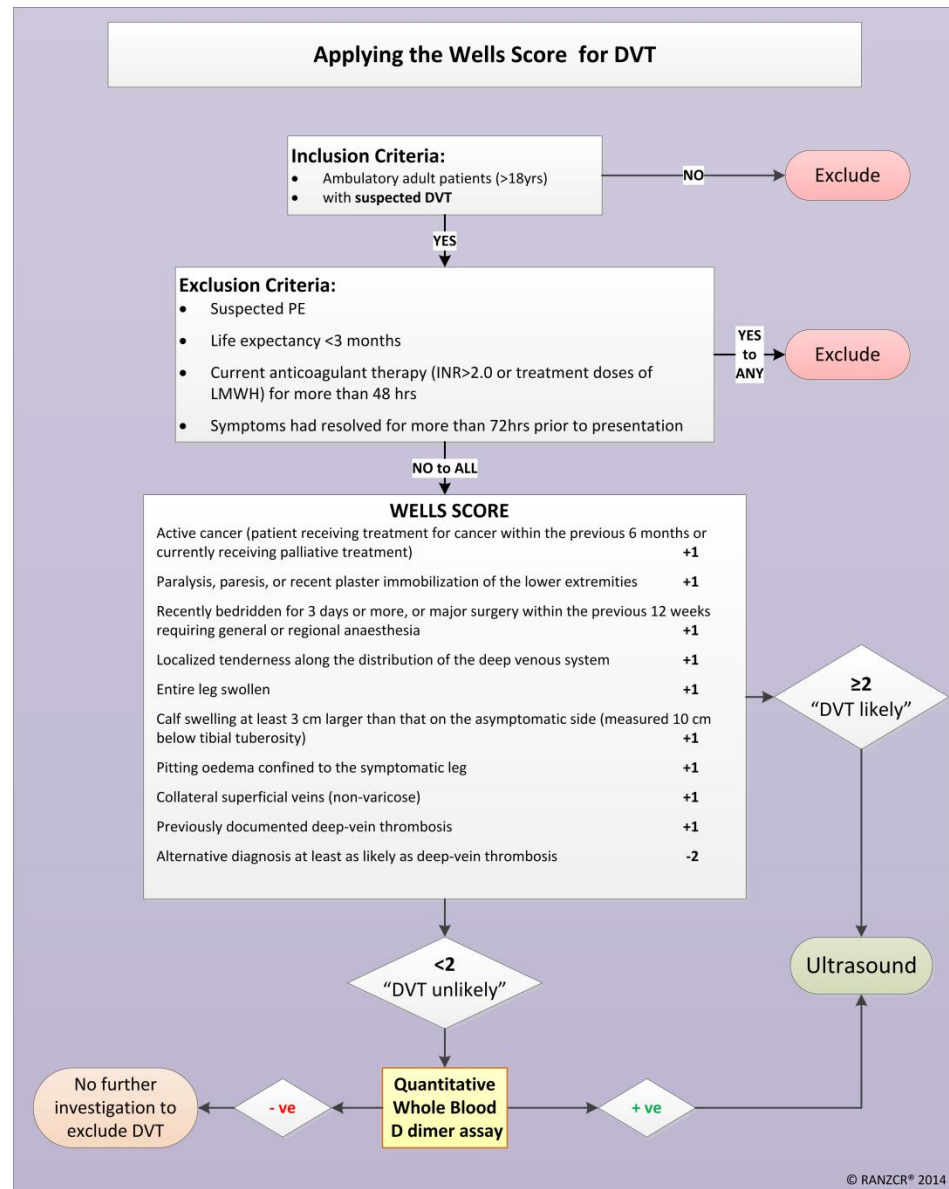 Applying the Wells Score for DVT
Inclusion Criteria:
• Ambulatory adult patients (>18yrs)
• with suspected DVT
NO
Exclude
YES
Exclusion Criteria:
• Suspected PE
• Life expectancy <3 months
• Current anticoagulant therapy (INR>2.0 or treatment doses of
LMWH) for more than 48 hrs
• Symptoms had resolved for more than 72hrs prior to presentation
YES
to
ANY
Exclude
NO to ALL
WELLS SCORE
Active cancer (patient receiving treatment for cancer within the previous 6 months or
currently receiving palliative treatment) +1
Paralysis, paresis, or recent plaster immobilization of the lower extremities +1
Recently bedridden for 3 days or more, or major surgery within the previous 12 weeks
requiring general or regional anaesthesia +1
Localized tenderness along the distribution of the deep venous system +1
Entire leg swollen +1
Calf swelling at least 3 cm larger than that on the asymptomatic side (measured 10 cm
below tibial tuberosity) +1
Pitting oedema confined to the symptomatic leg +1
Collateral superficial veins (non-varicose) +1
Previously documented deep-vein thrombosis +1
Alternative diagnosis at least as likely as deep-vein thrombosis -2
≥2
“DVT likely”
<2
“DVT unlikely”
Ultrasound
Quantitative
Whole Blood
D dimer assay
- ve
+ ve
No further
investigation to
exclude DVT
© RANZCR® 2014